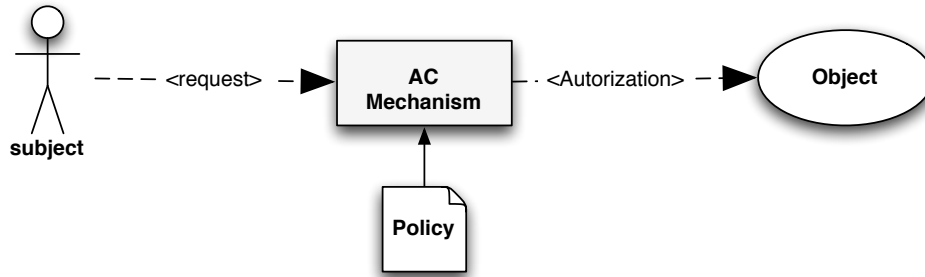 <request>
AC
Mechanism
<Autorization>
Object
subject
Policy